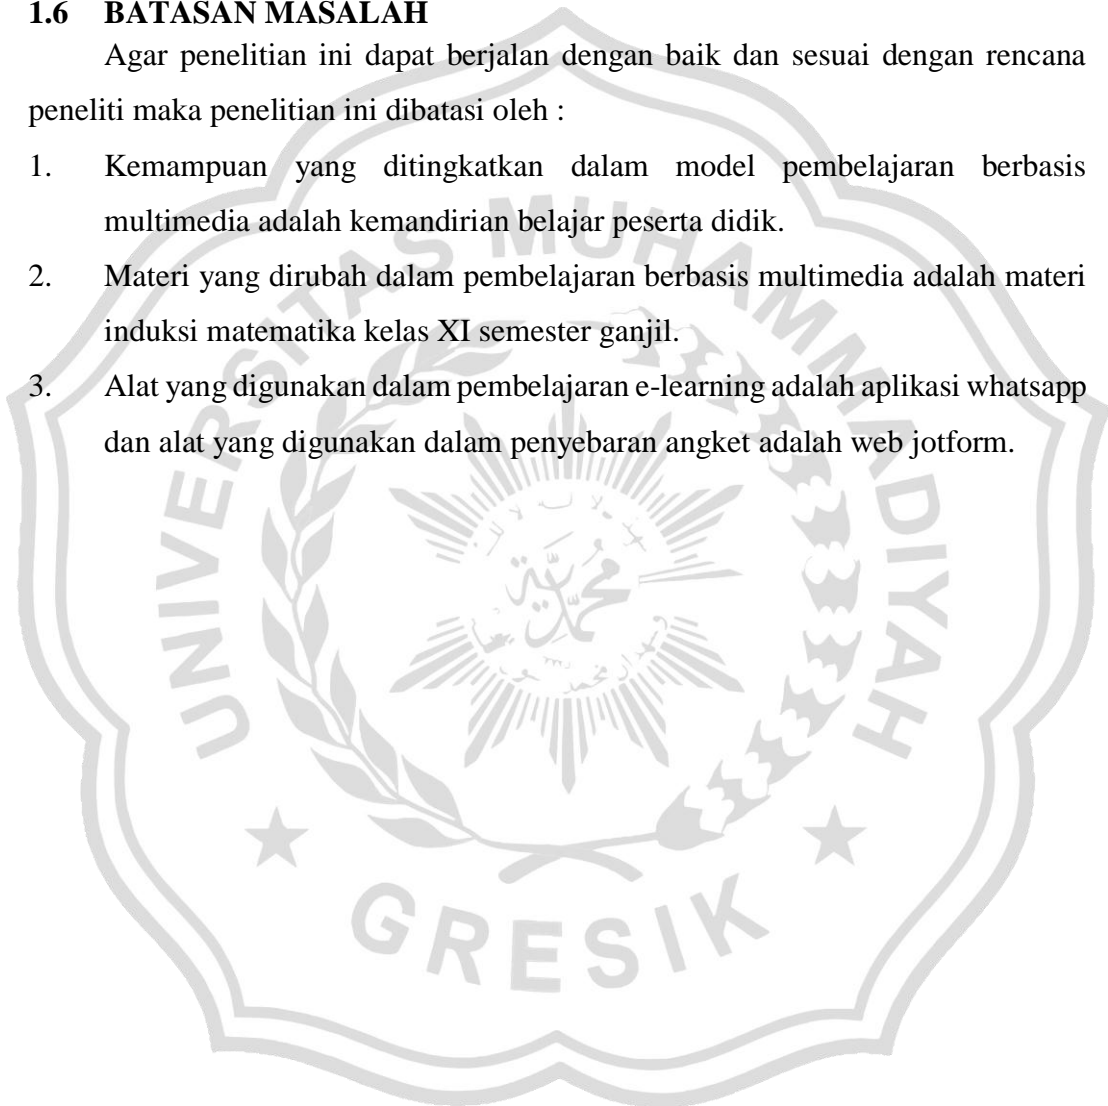 1.6 BATASAN MASALAH
Agar penelitian ini dapat berjalan dengan baik dan sesuai dengan rencana
peneliti maka penelitian ini dibatasi oleh :
1. Kemampuan yang ditingkatkan dalam model pembelajaran berbasis
multimedia adalah kemandirian belajar peserta didik.
2. Materi yang dirubah dalam pembelajaran berbasis multimedia adalah materi
induksi matematika kelas XI semester ganjil.
3. Alat yang digunakan dalam pembelajaran e-learning adalah aplikasi whatsapp
dan alat yang digunakan dalam penyebaran angket adalah web jotform.
UNIVERSITAS MUHAMMADIYAH
GRESIK